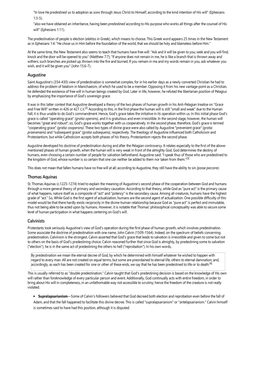 "he predestined us to adoption as sons through Jesus Christ to Himself, according to the kind intention of His will" (Ephesians
1:5-5).
"also we have obtained an inheritance, having been predestined according to His purpose who works all things after the counsel of His
will" (Ephesians 1:11).
The predestination of people is election (eklektos in Greek), which means to choose. This Greek word appears 25 times in the New Testament
as in Ephesians 1:4: "He chose us in Him before the foundation of the world, that we should be holy and blameless before Him."
At the same time, the New Testament also seems to teach that humans have free will: "Ask and it will be given to you; seek and you will find;
knock and the door will be opened to you" (Matthew 7:7). "If anyone does not remain in me, he is like a branch that is thrown away and
withers; such branches are picked up, thrown into the fire and burned. If you remain in me and my words remain in you, ask whatever you
wish, and it will be given you" (John 15:6-7).
Augustine
Saint Augustine's (354-430) view of predestination is somewhat complex, for in his earlier days as a newly converted Christian he had to
address the problem of fatalism in Manichaeism, of which he used to be a member. Opposing it from his new vantage point as a Christian,
he defended the existence of free will in human beings created by God. Later in life, however, he refuted the libertarian position of Pelagius
by emphasizing the importance of God's sovereign grace.
It was in this latter context that Augustine developed a theory of the two phases of human growth in his Anti-Pelagian treatise on "Grace
and Free Will" written in 426 or 427
According to this, in the first phase the human will is still "small and weak" due to the Human
Fall; it is thus unable to do God's commandment. Hence, God's grace takes the initiative in its operation within us. In this initial phase God's
grace is called "operating grace" (gratia operans), and it is gratuitous and even irresistible. In the second stage, however, the human will
becomes "great and robust"; so, God's grace works together with us cooperatively. In the second phase, therefore, God's grace is termed
"cooperating grace" (gratia cooperans). These two types of divine grace were also called by Augustine "prevenient grace" (gratia
praeveniens) and "subsequent grace" (gratia subsequens), respectively. The theology of Augustine influenced both Catholicism and
Protestantism, but while Catholicism accepted both phases of his theory, Protestantism rejects the second phase.
Augustine developed his doctrine of predestination during and after the Pelagian controversy. It relates especially to the first of the above
phases of human growth, when the human will is very weak in front of the almighty God. God determines the destiny of
humans, even choosing a certain number of people for salvation beforehand. Augustine said: "I speak thus of those who are predestined to
the kingdom of God, whose number is so certain that one can neither be added to them nor taken from them."
This does not mean that fallen humans have no free will at all; according to Augustine, they still have the ability to sin (posse peccare).
Thomas Aquinas
St. Thomas Aquinas (c.1225-1274) tried to explain the meaning of Augustine's second phase of the cooperation between God and humans
through a more general theory of primary and secondary causation. According to that theory, while God as "pure act" is the primary cause
of what happens, nature itself as a composite of "act" and "potency" is the secondary cause. Among all creatures, humans have the highest
grade of "act." So, while God is the first agent of actualization, humans are the second agent of actualization. One possible difficulty of this
model would be that there hardly exists reciprocity in the divine-human relationship because God as "pure act" is perfect and immutable,
thus not being able to be acted upon by humans. However, it is notable that Thomas' philosophical conceptuality was able to secure some
level of human participation in what happens centering on God's will.
Calvinists
Protestants took seriously Augustine's view of God's operation during the first phase of human growth, which involves predestination.
Some associate the doctrine of predestination with one name, John Calvin (1509-1564). Indeed, on the spectrum of beliefs concerning
predestination, Calvinism is the strongest. Calvin asserted that God's grace that leads to salvation is irresistible and given to some but not
to others on the basis of God's predestining choice. Calvin reasoned further that since God is almighty, by predestining some to salvation
("election"), he is in the same act of predestining the others to hell ("reprobation"). In his own words,
By predestination we mean the eternal decree of God, by which he determined with himself whatever he wished to happen with
regard to every man. All are not created on equal terms, but some are preordained to eternal life, others to eternal damnation; and,
accordingly, as each has been created for one or other of these ends, we say that he has been predestined to life or to death.
This is usually referred to as "double predestination." Calvin taught that God's predestining decision is based on the knowledge of His own
will rather than foreknowledge of every particular person and event. Additionally, God continually acts with entire freedom, in order to
bring about His will in completeness, in an unfathomable way not accessible to scrutiny; hence the freedom of the creature is not really
violated.
• Supralapsarianism—Some of Calvin's followers believed that God decreed both election and reprobation even before the fall of
Adam, and that the fall happened to facilitate this divine decree. This is called "supralapsarianism" or "antelapsarianism." Calvin himself
is sometimes said to have had this position, although it is disputed.